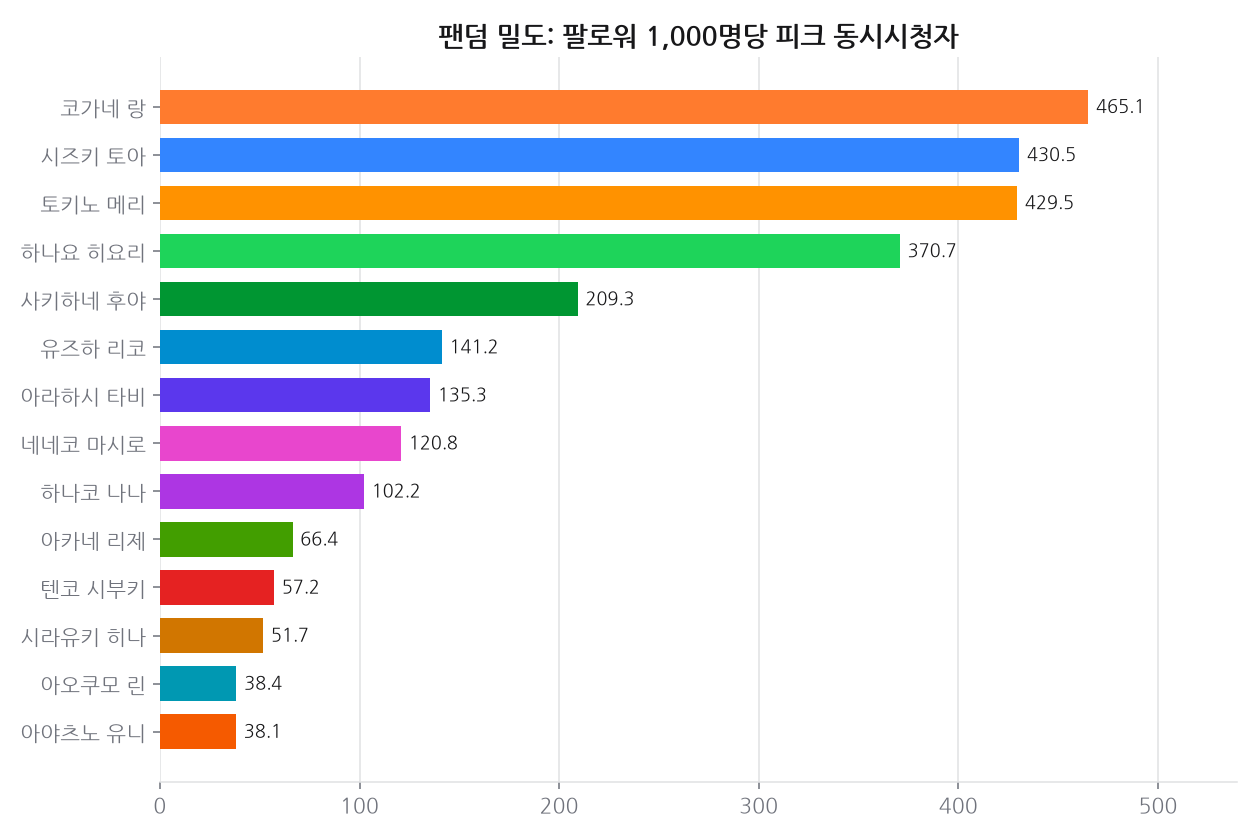 팬덤 밀도: 팔로워 1,000명당 피크 동시시청자
코가네 랑 465.1
시즈키 토아 430.5
토키노 메리 429.5
하나요 히요리 370.7
사키하네 후야 209.3
유즈하 리코 141.2
아라하시 타비 135.3
네네코 마시로 120.8
하나코 나나 102.2
아카네 리제 66.4
텐코 시부키 57.2
시라유키 히나 51.7
아오쿠모 린 38.4
아야츠노 유니 38.1
0 100 200 300 400 500